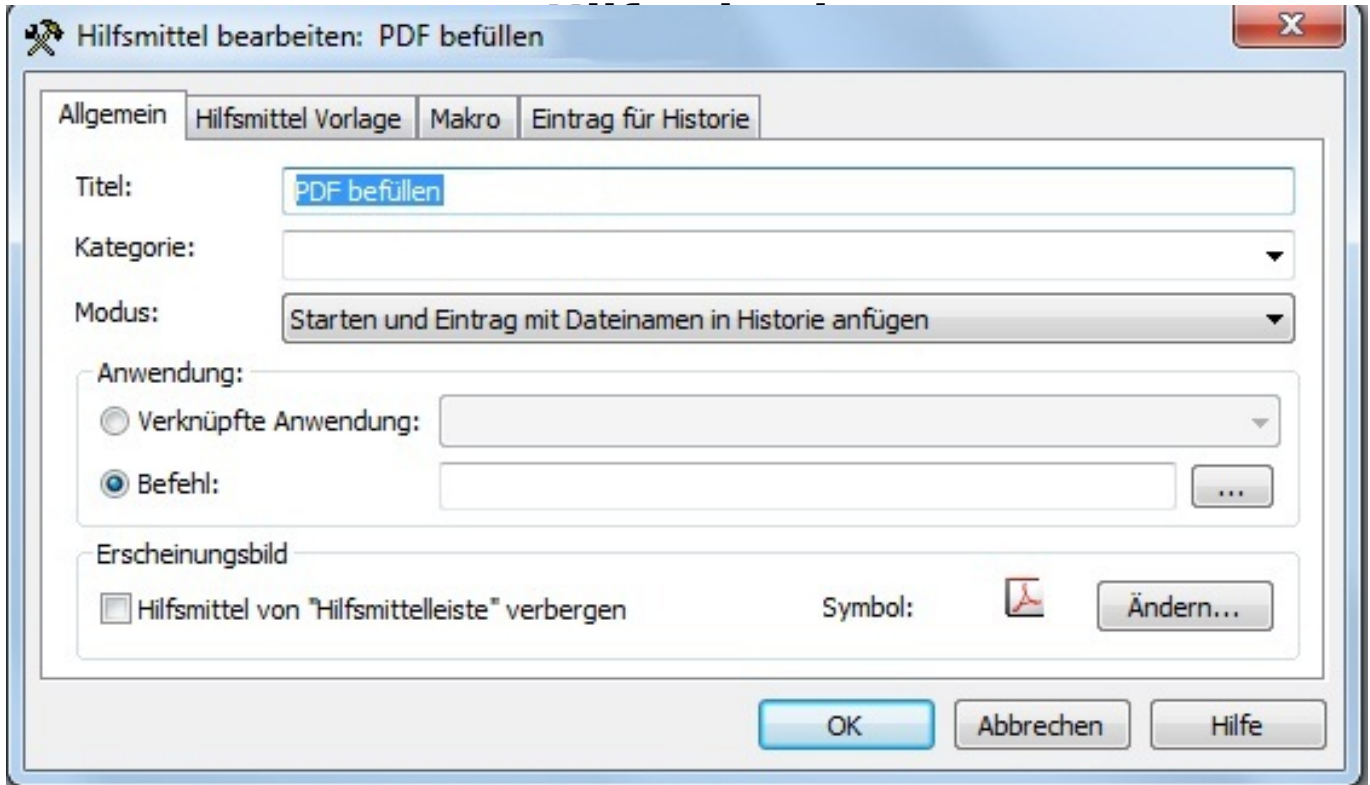 Hilfsmittel bearbeiten: PDF befüllen
Allgemein Hilfsmittel Vorlage Makro Eintrag für Historie
Titel: PDF befüllen
Kategorie:
Modus: Starten und Eintrag mit Dateinamen in Historie anfügen
Anwendung:
Verknüpfte Anwendung:
Befehl: ...
Erscheinungsbild
Hilfsmittel von "Hilfsmittelleiste" verbergen Symbol: Ändern...
OK Abbrechen Hilfe